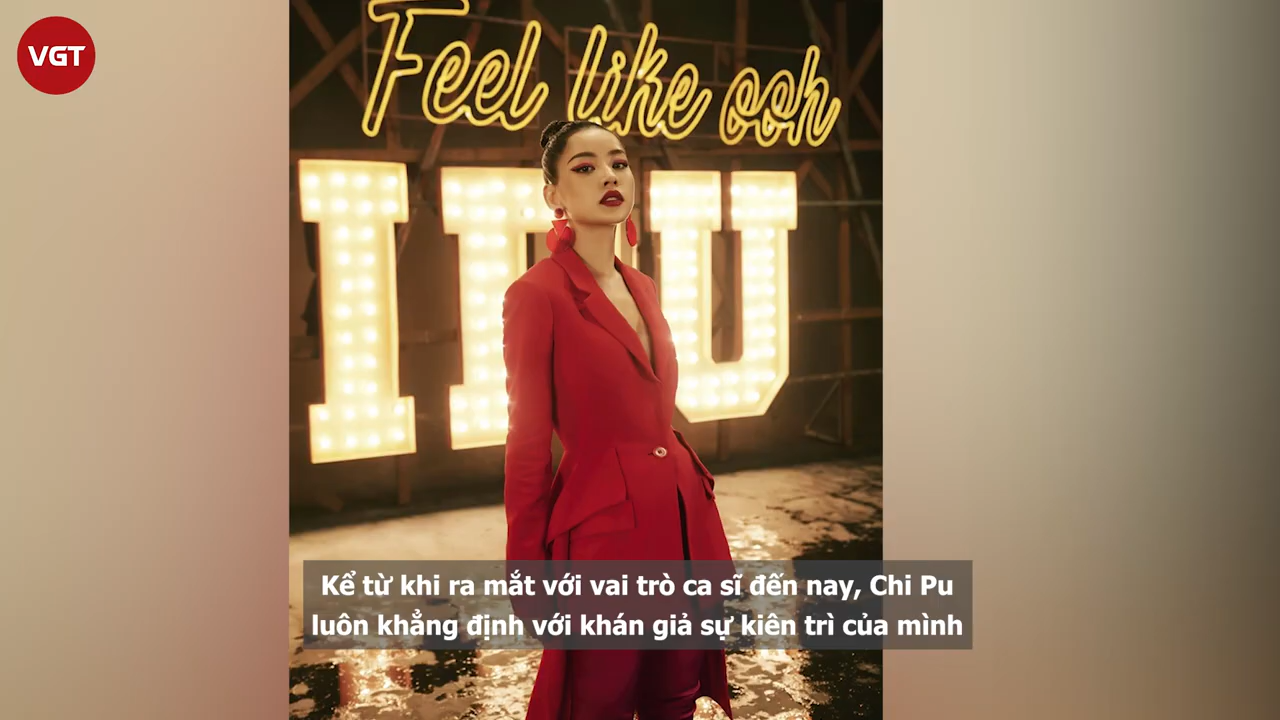 VGT
Feel like ooh
Kể từ khi ra mắt với vai trò ca sĩ đến nay, Chi Pu
luôn khẳng định với khán giả sự kiên trì của mình